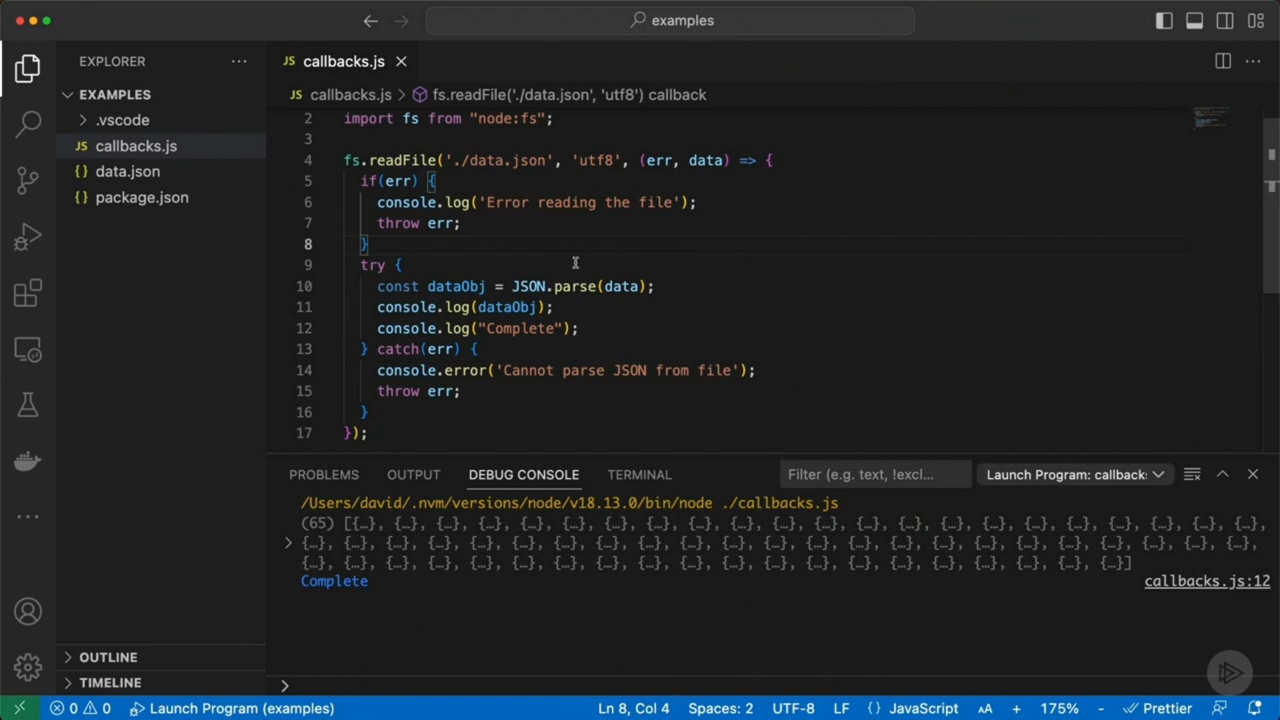 examples
EXPLORER
JS callbacks.js
EXAMPLES
JS callbacks.js > fs.readFile('./data.json', 'utf8') callback
.vscode
JS callbacks.js
{} data.json
{} package.json
2 import fs from "node:fs";
3
4 fs.readFile('./data.json', 'utf8', (err, data) => {
5 if(err) {
6 console.log('Error reading the file');
7 throw err;
8 }
9 try {
10 const dataObj = JSON.parse(data);
11 console.log(dataObj);
12 console.log("Complete");
13 } catch(err) {
14 console.error('Cannot parse JSON from file');
15 throw err;
16 }
17 });
PROBLEMS OUTPUT DEBUG CONSOLE TERMINAL Filter (e.g. text, !excl... Launch Program: callback
/Users/david/.nvm/versions/node/v18.13.0/bin/node ./callbacks.js
(65) [{…}, {…}, {…}, {…}, {…}, {…}, {…}, {…}, {…}, {…}, {…}, {…}, {…}, {…}, {…}, {…}, {…}, {…}, {…}, {…}, {…}, {…},
> {…}, {…}, {…}, {…}, {…}, {…}, {…}, {…}, {…}, {…}, {…}, {…}, {…}, {…}, {…}, {…}, {…}, {…}, {…}, {…}, {…}, {…}, {…},
{…}, {…}, {…}, {…}, {…}, {…}, {…}, {…}, {…}, {…}, {…}, {…}, {…}, {…}, {…}, {…}, {…}, {…}, {…}, {…}]
Complete callbacks.js:12
OUTLINE
TIMELINE
>
0 0 Launch Program (examples) Ln 8, Col 4 Spaces: 2 UTF-8 LF {} JavaScript AA + 175% - Prettier